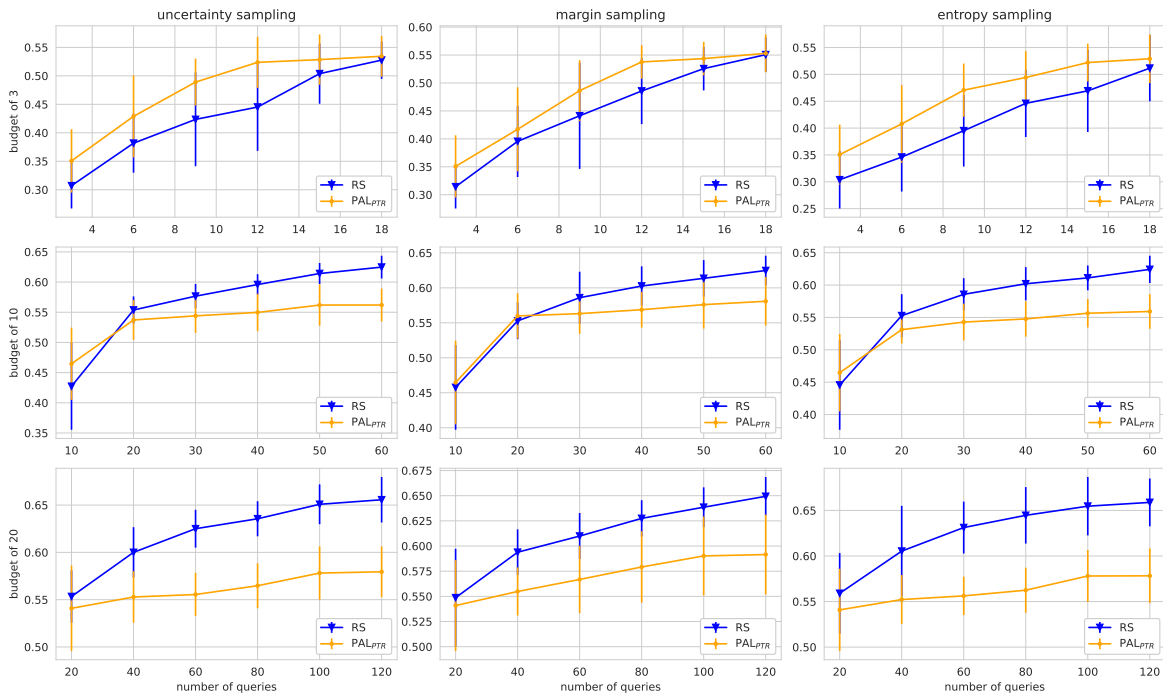 uncertainty sampling
margin sampling
entropy sampling
budget of 3
0.55
0.50
0.45
0.40
0.35
0.30
4 6 8 10 12 14 16 18
RS
PAL_PTR
0.60
0.55
0.50
0.45
0.40
0.35
0.30
4 6 8 10 12 14 16 18
RS
PAL_PTR
0.55
0.50
0.45
0.40
0.35
0.30
0.25
4 6 8 10 12 14 16 18
RS
PAL_PTR
budget of 10
0.65
0.60
0.55
0.50
0.45
0.40
0.35
10 20 30 40 50 60
RS
PAL_PTR
0.65
0.60
0.55
0.50
0.45
0.40
10 20 30 40 50 60
RS
PAL_PTR
0.65
0.60
0.55
0.50
0.45
0.40
10 20 30 40 50 60
RS
PAL_PTR
budget of 20
0.65
0.60
0.55
0.50
20 40 60 80 100 120
number of queries
RS
PAL_PTR
0.675
0.650
0.625
0.600
0.575
0.550
0.525
0.500
20 40 60 80 100 120
number of queries
RS
PAL_PTR
0.65
0.60
0.55
0.50
20 40 60 80 100 120
number of queries
RS
PAL_PTR